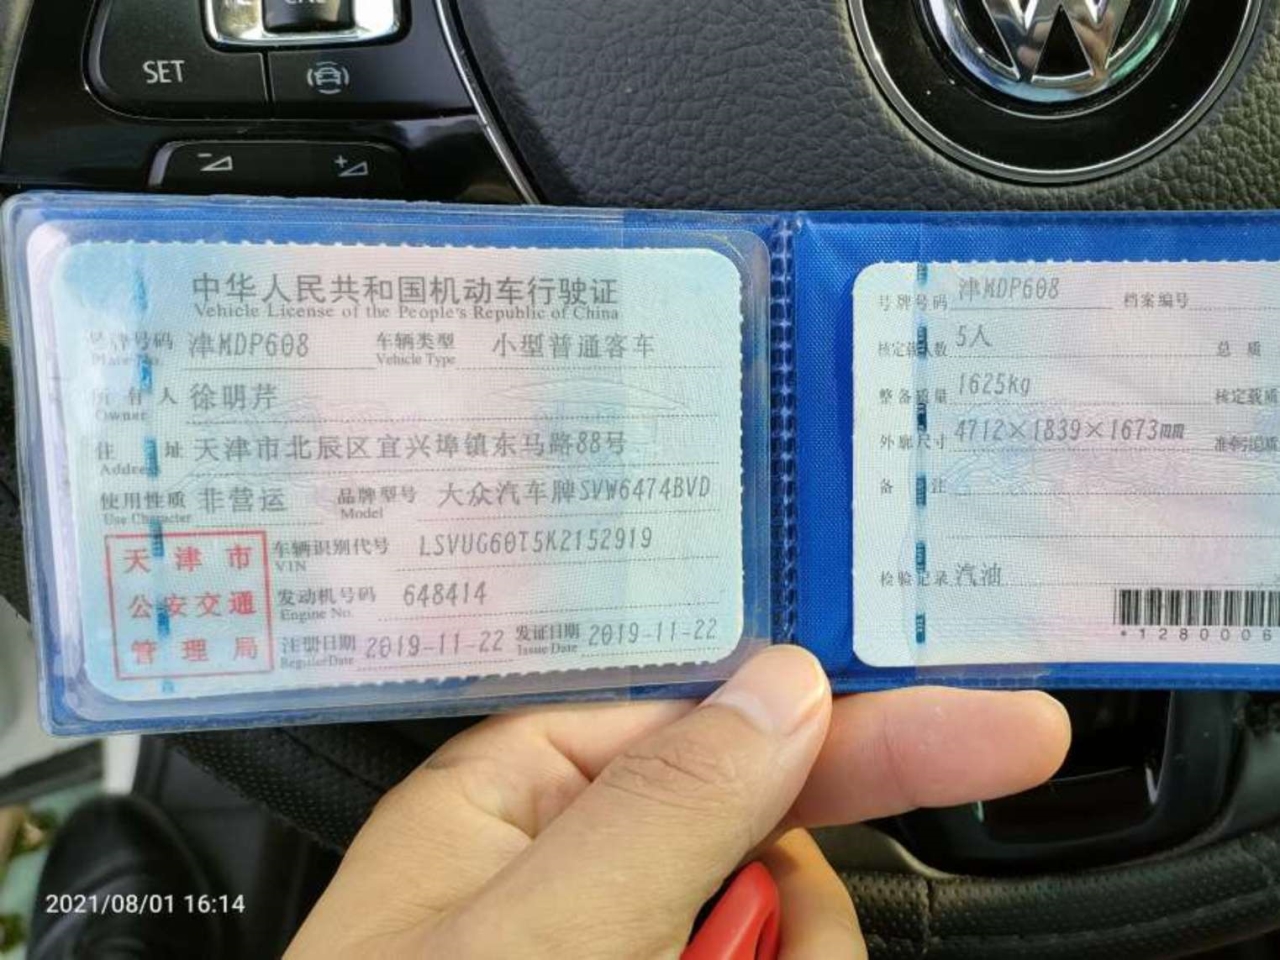 SET
中华人民共和国机动车行驶证
Vehicle License of the People's Republic of China
号牌号码 津MDP608 车辆类型 小型普通客车
Plate No. Vehicle Type
所有人 徐明芹
Owner
住址 天津市北辰区宜兴埠镇东马路88号
Address
使用性质 非营运 品牌型号 大众汽车牌SVW6474BVD
Use Character Model
天津市
公安交通
管理局
车辆识别代号 LSVUG60T5K2152919
VIN
发动机号码 648414
Engine No.
注册日期 2019-11-22 发证日期 2019-11-22
Register Date Issue Date
号牌号码 津MDP608 档案编号
核定载人数 5人 总质
整备质量 1625kg 核定载质
外廓尺寸 4712×1839×1673mm 准牵引总质
备注
检验记录 汽油
*1280006
2021/08/01 16:14